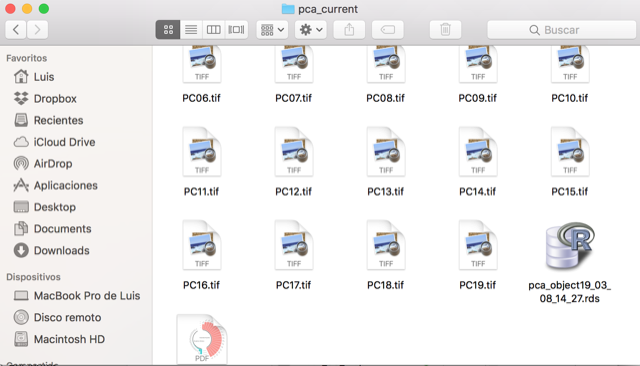 pca_current
Buscar
Favoritos
Luis
Dropbox
Recientes
iCloud Drive
AirDrop
Aplicaciones
Desktop
Documents
Downloads
Dispositivos
MacBook Pro de Luis
Disco remoto
Macintosh HD
TIFF TIFF TIFF TIFF TIFF
PC06.tif PC07.tif PC08.tif PC09.tif PC10.tif
TIFF TIFF TIFF TIFF TIFF
PC11.tif PC12.tif PC13.tif PC14.tif PC15.tif
TIFF TIFF TIFF TIFF R
PC16.tif PC17.tif PC18.tif PC19.tif pca_object19_03_
08_14_27.rds
PDF